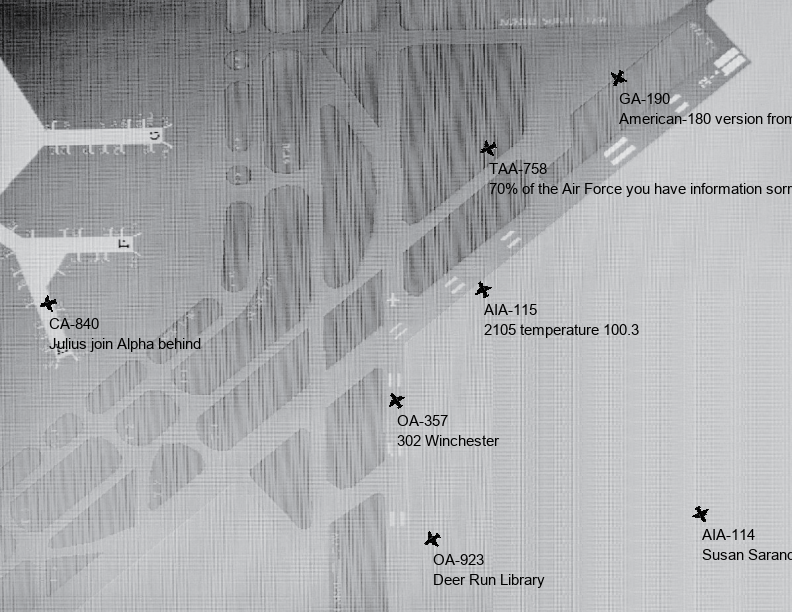 GA-190
American-180 version from
TAA-758
70% of the Air Force you have information sorr
AIA-115
2105 temperature 100.3
CA-840
Julius join Alpha behind
OA-357
302 Winchester
AIA-114
Susan Saranc
OA-923
Deer Run Library